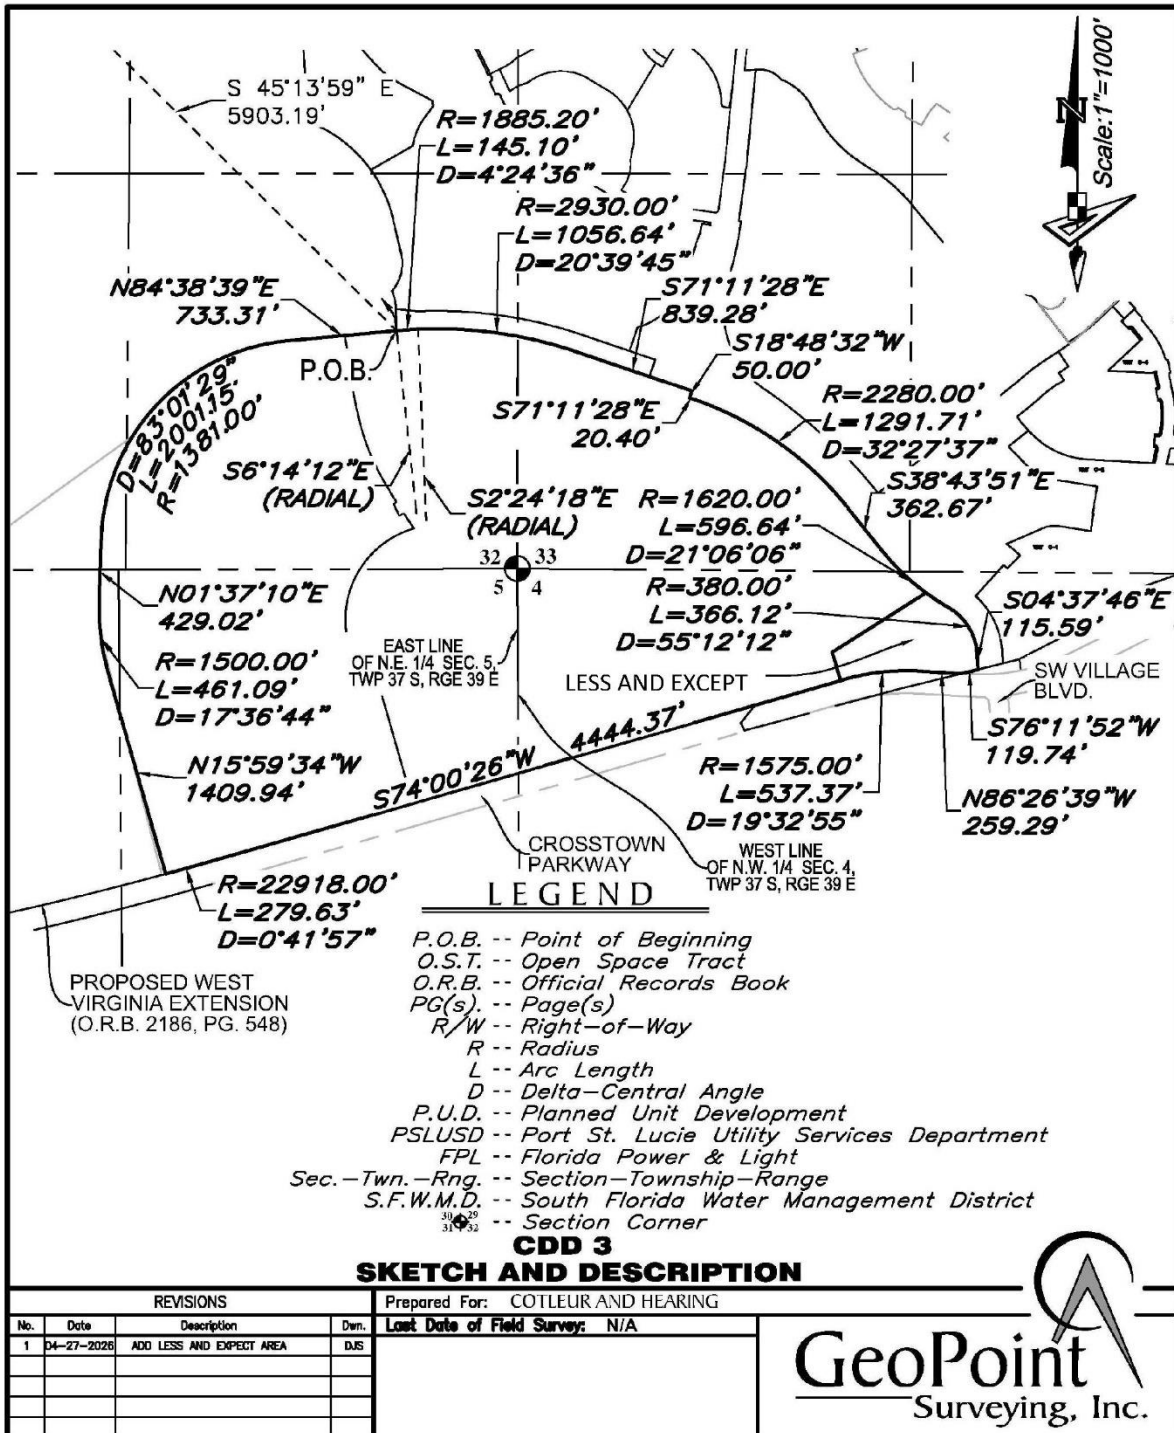 S 45°13'59" E
5903.19'
R=1885.20'
L=145.10'
D=4°24'36"
R=2930.00'
L=1056.64'
D=20°39'45"
N
Scale:1"=1000'
N84°38'39"E
733.31'
P.O.B.
S71°11'28"E
839.28'
S18°48'32"W
50.00'
D=83°01'29"
L=2001.15'
R=1381.00'
S71°11'28"E
20.40'
R=2280.00'
L=1291.71'
D=32°27'37"
S6°14'12"E
(RADIAL)
S2°24'18"E
(RADIAL)
R=1620.00'
L=596.64'
D=21°06'06"
S38°43'51"E
362.67'
32 33
5 4
N01°37'10"E
429.02'
R=380.00'
L=366.12'
D=55°12'12"
S04°37'46"E
115.59'
EAST LINE
OF N.E. 1/4 SEC. 5,
TWP 37 S, RGE 39 E
R=1500.00'
L=461.09'
D=17°36'44"
LESS AND EXCEPT
SW VILLAGE
BLVD.
N15°59'34"W
1409.94'
S74°00'26"W 4444.37'
S76°11'52"W
119.74'
R=1575.00'
L=537.37'
D=19°32'55"
N86°26'39"W
259.29'
CROSSTOWN
PARKWAY
WEST LINE
OF N.W. 1/4 SEC. 4,
TWP 37 S, RGE 39 E
R=22918.00'
L=279.63'
D=0°41'57"
PROPOSED WEST
VIRGINIA EXTENSION
(O.R.B. 2186, PG. 548)
LEGEND
P.O.B. -- Point of Beginning
O.S.T. -- Open Space Tract
O.R.B. -- Official Records Book
PG(s). -- Page(s)
R/W -- Right-of-Way
R -- Radius
L -- Arc Length
D -- Delta-Central Angle
P.U.D. -- Planned Unit Development
PSLUSD -- Port St. Lucie Utility Services Department
FPL -- Florida Power & Light
Sec.-Twn.-Rng. -- Section-Township-Range
S.F.W.M.D. -- South Florida Water Management District
30 29
31 32 -- Section Corner
CDD 3
SKETCH AND DESCRIPTION
REVISIONS
No. Date Description Dwn.
1 04-27-2026 ADD LESS AND EXPECT AREA DJS
Prepared For: COTLEUR AND HEARING
Last Date of Field Survey: N/A
GeoPoint
Surveying, Inc.